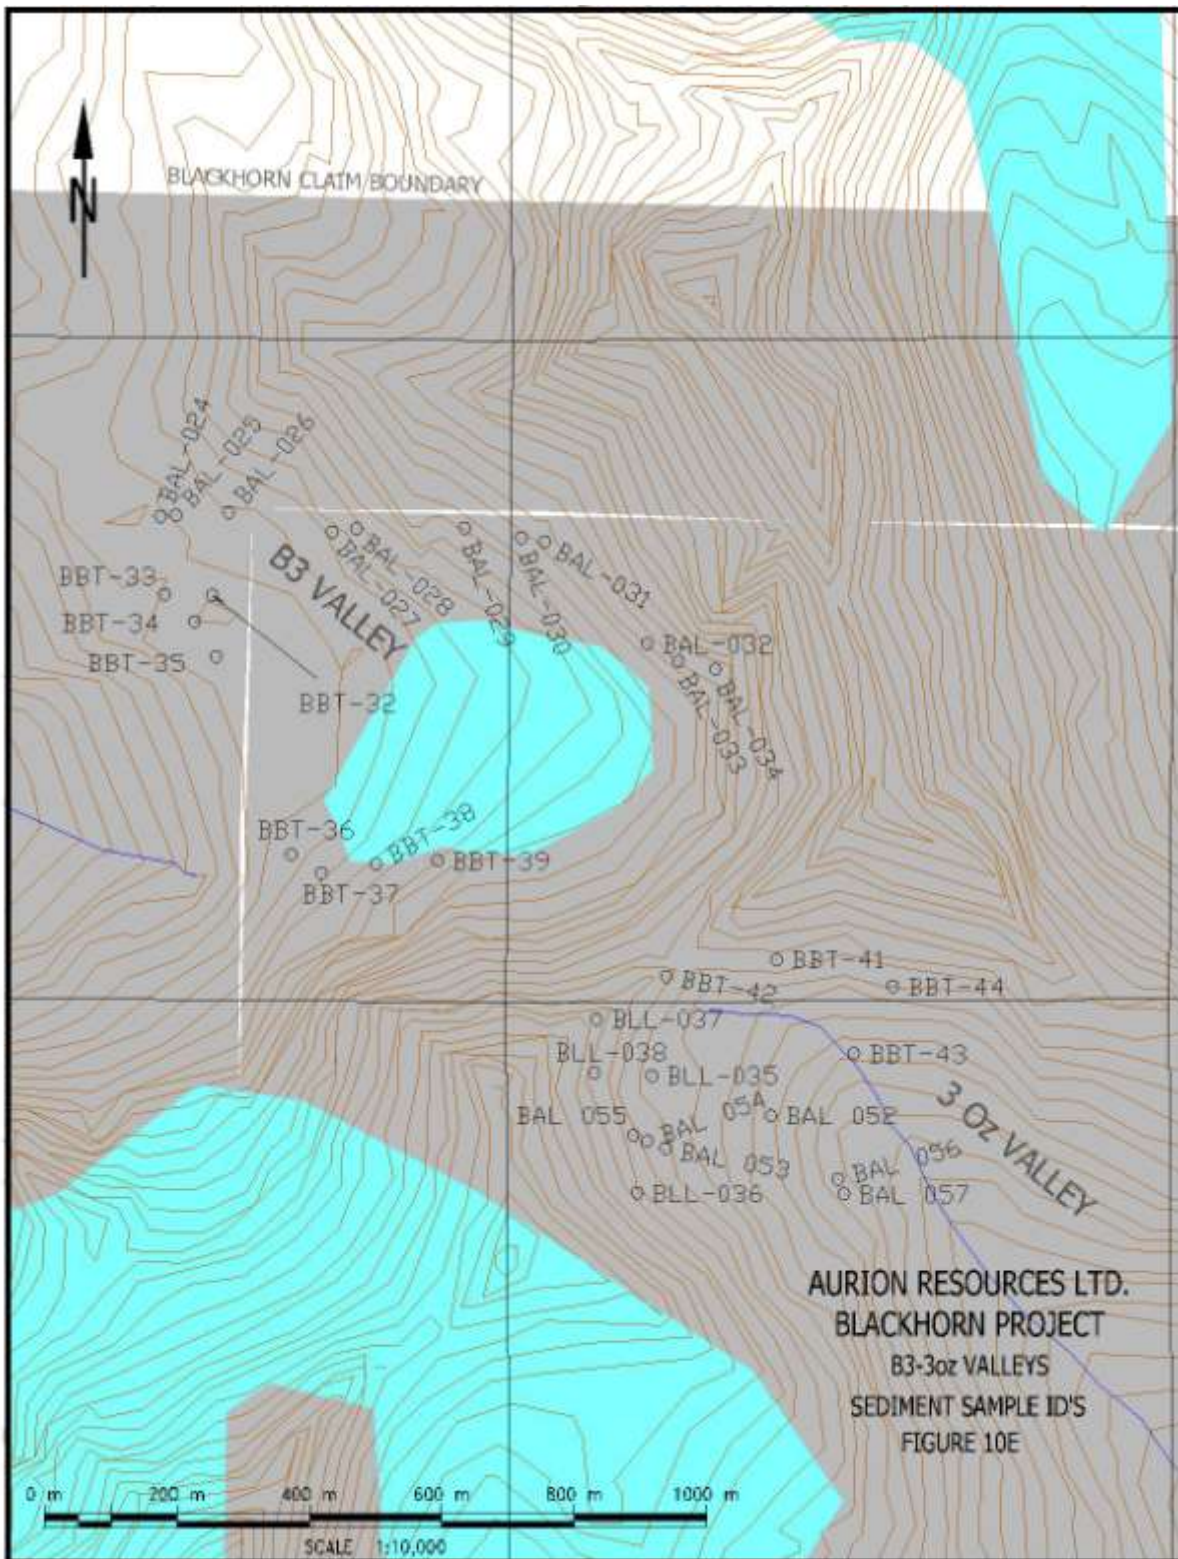 BLACKHORN CLAIM BOUNDARY
N
BAL-024
BAL-025
BAL-026
BBT-33
BBT-34
BBT-35
BBT-32
B3 VALLEY
BAL-028
BAL-027
BAL-029
BAL-030
BAL-031
BAL-032
BAL-033
BAL-034
BBT-36
BBT-37
BBT-38
BBT-39
BBT-41
BBT-42
BBT-44
BLL-037
BLL-038
BLL-035
BBT-43
BAL 055
BAL 05A
BAL 052
BAL 053
BLL-036
BAL 056
BAL 057
3 Oz VALLEY
AURION RESOURCES LTD.
BLACKHORN PROJECT
B3-3oz VALLEYS
SEDIMENT SAMPLE ID'S
FIGURE 10E
0 m 200 m 400 m 600 m 800 m 1000 m
SCALE 1:10,000